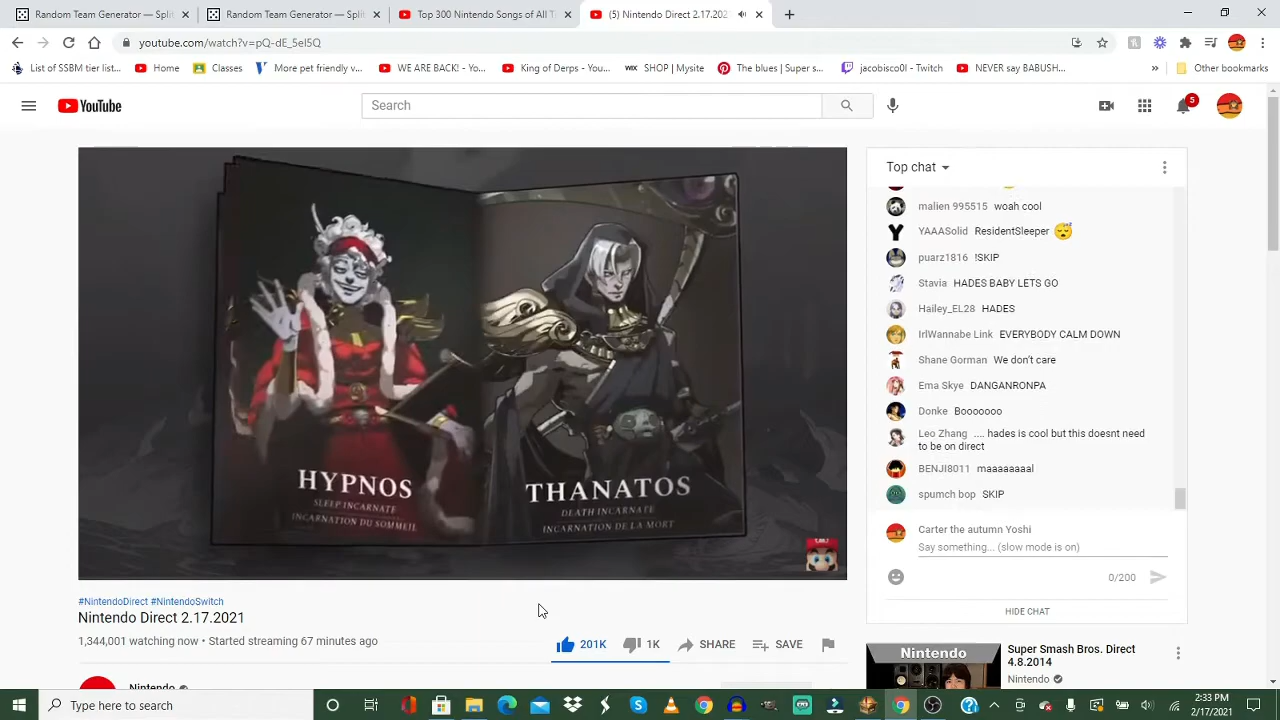 Random Team Generator — Split
Random Team Generator — Split
Top 300 Nintendo Songs of All T
(5) Nintendo Direct 2.17.202
youtube.com/watch?v=pQ-dE_5eI5Q
List of SSBM tier list...
Home
Classes
More pet friendly v...
WE ARE BACK! - Yo...
King of Derps - You...
WIX SHOP | Mysite
The blues | Super s...
jacobisco0l - Twitch
NEVER say BABUSH...
»
Other bookmarks
YouTube
Search
5
Top chat
malien 995515 woah cool
YAAASolid ResidentSleeper
puarz1816 !SKIP
Stavia HADES BABY LETS GO
Hailey_EL28 HADES
IrlWannabe Link EVERYBODY CALM DOWN
Shane Gorman We don't care
Ema Skye DANGANRONPA
Donke Booooooo
Leo Zhang .... hades is cool but this doesnt need
to be on direct
BENJI8011 maaaaaaaal
spumch bop SKIP
Carter the autumn Yoshi
Say something... (slow mode is on)
0/200
HIDE CHAT
HYPNOS
SLEEP INCARNATE
INCARNATION DU SOMMEIL
THANATOS
DEATH INCARNATE
INCARNATION DE LA MORT
#NintendoDirect #NintendoSwitch
Nintendo Direct 2.17.2021
1,344,001 watching now • Started streaming 67 minutes ago
201K
1K
SHARE
SAVE
Nintendo
Nintendo
Super Smash Bros. Direct
4.8.2014
Nintendo
Type here to search
2:33 PM
2/17/2021